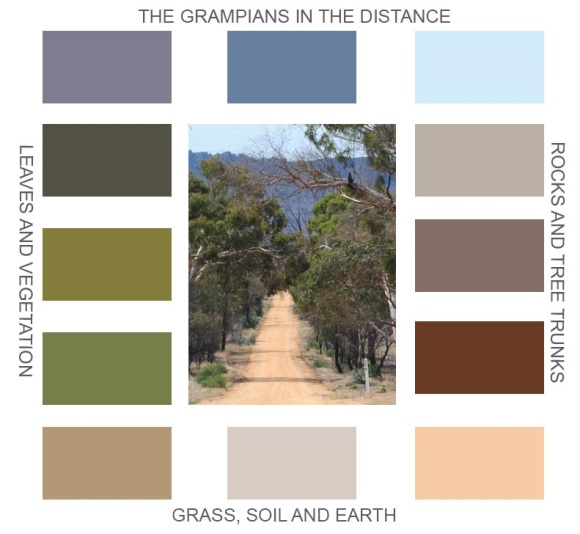 THE GRAMPIANS IN THE DISTANCE
LEAVES AND VEGETATION
ROCKS AND TREE TRUNKS
GRASS, SOIL AND EARTH